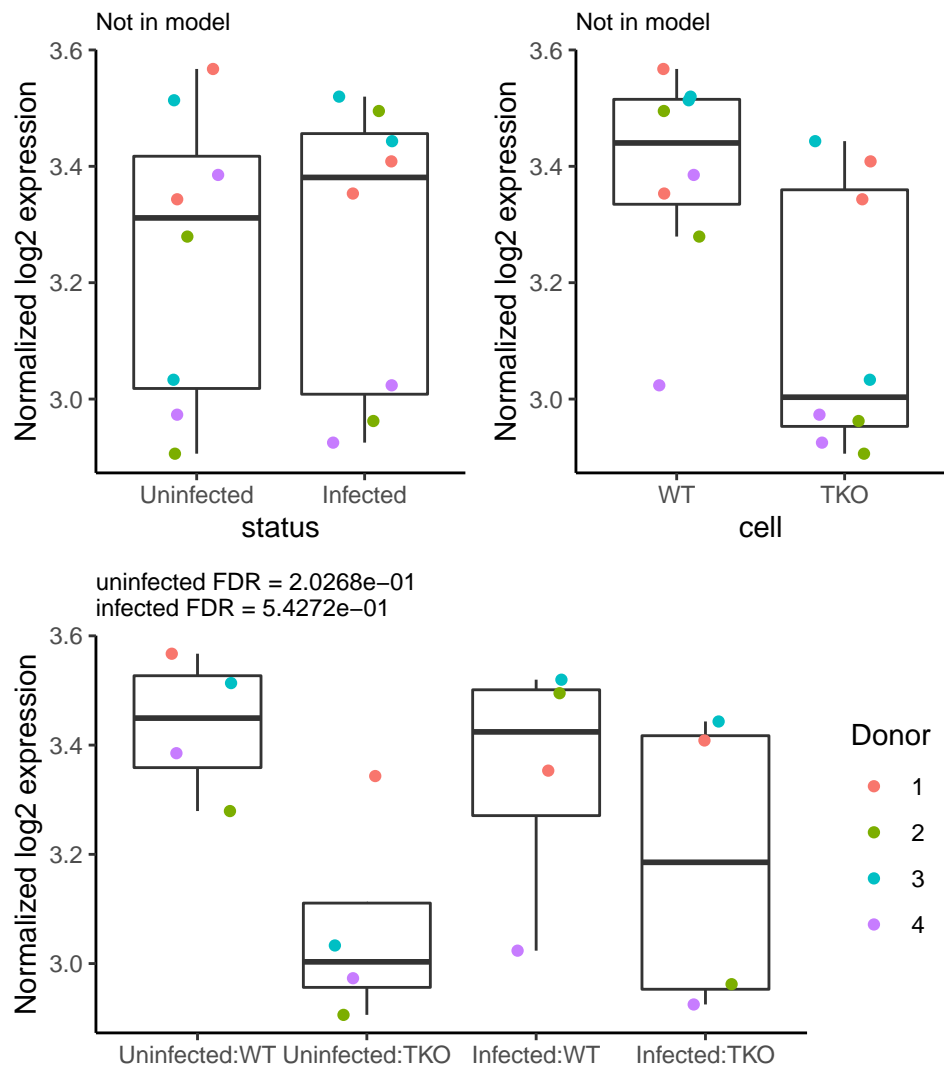 Not in model
Normalized log2 expression
3.6
3.4
3.2
3.0
Uninfected Infected
status
Not in model
Normalized log2 expression
3.6
3.4
3.2
3.0
WT TKO
cell
uninfected FDR = 2.0268e−01
infected FDR = 5.4272e−01
Normalized log2 expression
3.6
3.4
3.2
3.0
Uninfected:WT Uninfected:TKO Infected:WT Infected:TKO
Donor
1
2
3
4